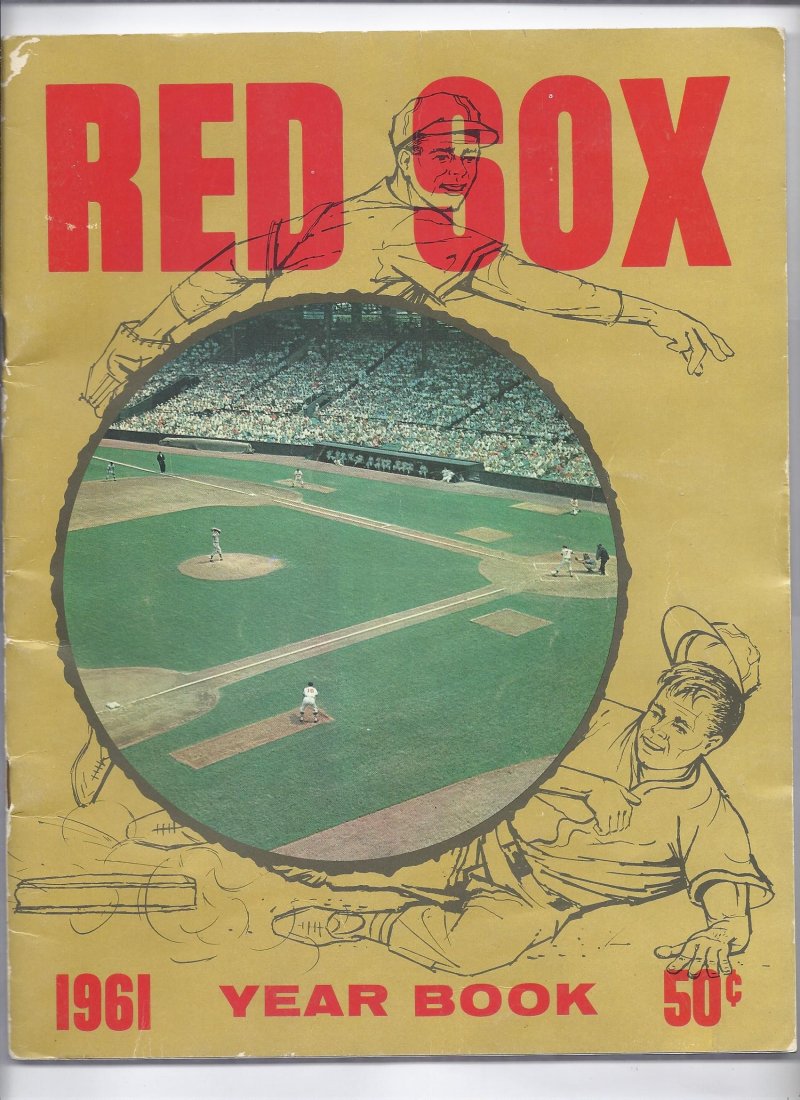 RED SOX
1961 YEAR BOOK 50¢